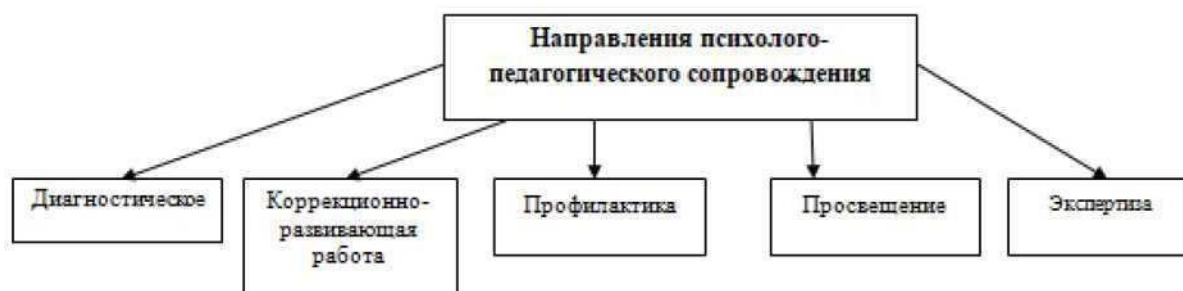 Направления психолого-
педагогического сопровождения
Диагностическое
Коррекционно-
развивающая
работа
Профилактика
Просвещение
Экспертиза